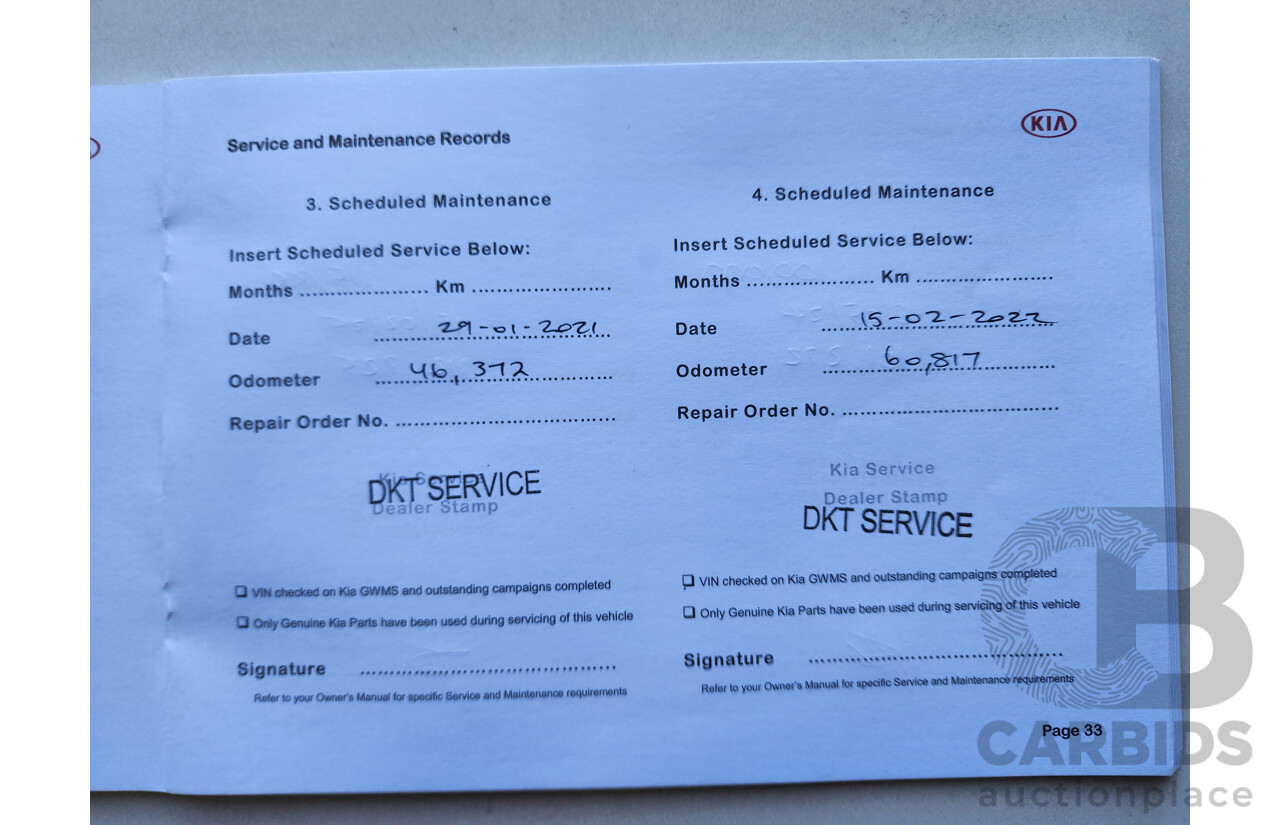 KIA
Service and Maintenance Records
3. Scheduled Maintenance
Insert Scheduled Service Below:
Months ...................... Km ........................
Date 29-01-2021
Odometer 46,372
Repair Order No. ......................................
Kia Service
DKT SERVICE
Dealer Stamp
❏ VIN checked on Kia GWMS and outstanding campaigns completed
❏ Only Genuine Kia Parts have been used during servicing of this vehicle
Signature ............................................
Refer to your Owner's Manual for specific Service and Maintenance requirements
4. Scheduled Maintenance
Insert Scheduled Service Below:
Months ...................... Km ........................
Date 15-02-2022
Odometer 60,817
Repair Order No. ......................................
Kia Service
Dealer Stamp
DKT SERVICE
❏ VIN checked on Kia GWMS and outstanding campaigns completed
❏ Only Genuine Kia Parts have been used during servicing of this vehicle
Signature ............................................
Refer to your Owner's Manual for specific Service and Maintenance requirements
Page 33
CARBIDS
auctionplace